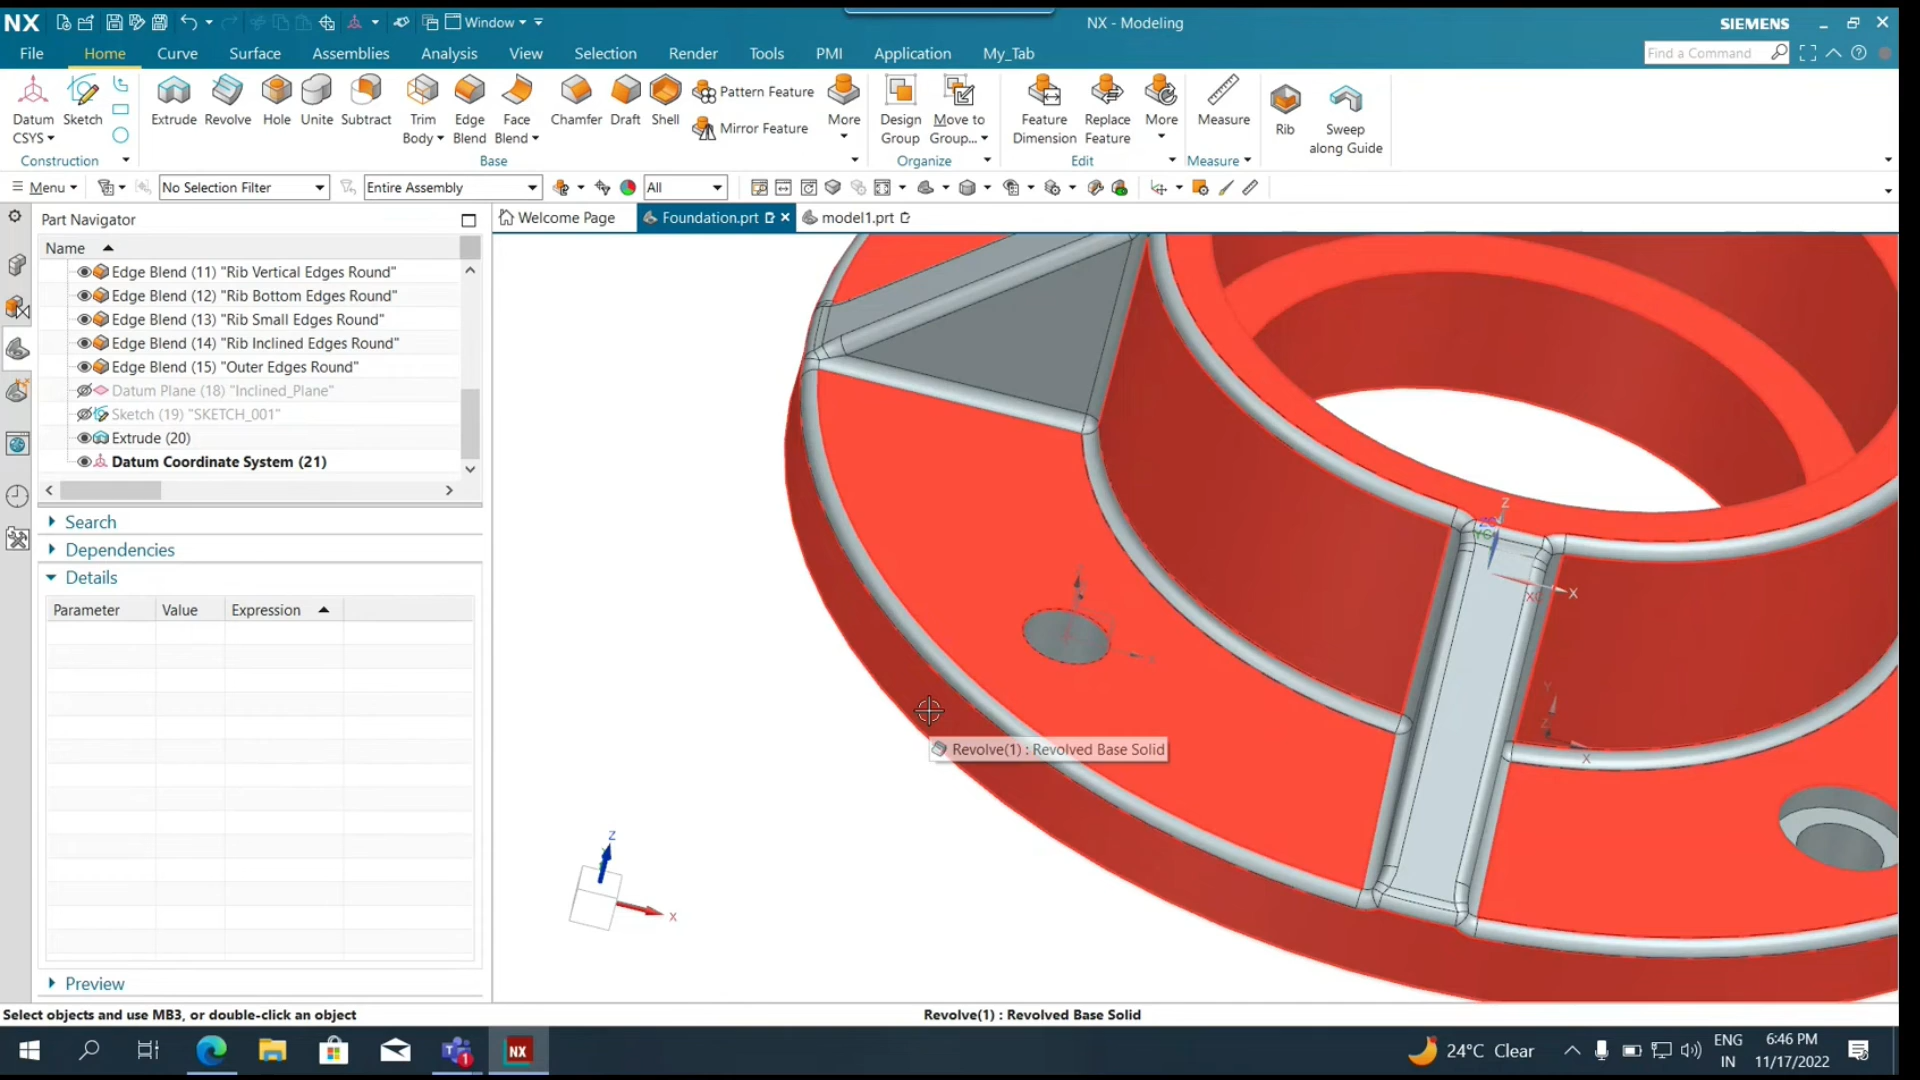 NX Window NX - Modeling SIEMENS
File Home Curve Surface Assemblies Analysis View Selection Render Tools PMI Application My_Tab Find a Command
Datum CSYS Sketch Extrude Revolve Hole Unite Subtract Trim Body Edge Blend Face Blend Chamfer Draft Shell Pattern Feature Mirror Feature More Design Group Move to Group... Feature Dimension Replace Feature More Measure Rib Sweep along Guide
Construction Base Organize Edit Measure
Menu No Selection Filter Entire Assembly All
Part Navigator Welcome Page Foundation.prt model1.prt
Name
Edge Blend (11) "Rib Vertical Edges Round"
Edge Blend (12) "Rib Bottom Edges Round"
Edge Blend (13) "Rib Small Edges Round"
Edge Blend (14) "Rib Inclined Edges Round"
Edge Blend (15) "Outer Edges Round"
Datum Plane (18) "Inclined_Plane"
Sketch (19) "SKETCH_001"
Extrude (20)
Datum Coordinate System (21)
Search
Dependencies
Details
Parameter Value Expression
Z
X
XC
Y
Z
X
Revolve(1) : Revolved Base Solid
Z
X
Preview
Select objects and use MB3, or double-click an object Revolve(1) : Revolved Base Solid
1 NX 24°C Clear ENG IN 6:46 PM 11/17/2022